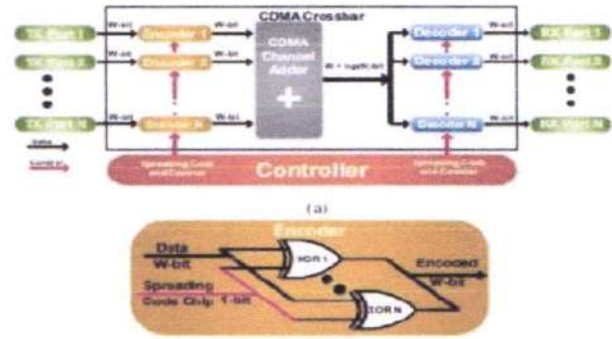 CDMA Crossbar
TX Port 1
W-bit
Encoder 1
W-bit
CDMA
Channel
Adder
Decoder 1
W-bit
RX Port 1
TX Port 2
W-bit
Encoder 2
W-bit
Decoder 2
W-bit
RX Port 2
TX Port N
W-bit
Encoder N
W-bit
Decoder N
W-bit
RX Port N
Data
Control
Spreading Code
and Counter
Controller
Spreading Code
and Counter
(a)
Encoder
Data
W-bit
XOR 1
Encoded
W-bit
Spreading
Code Chip 1-bit
XOR N